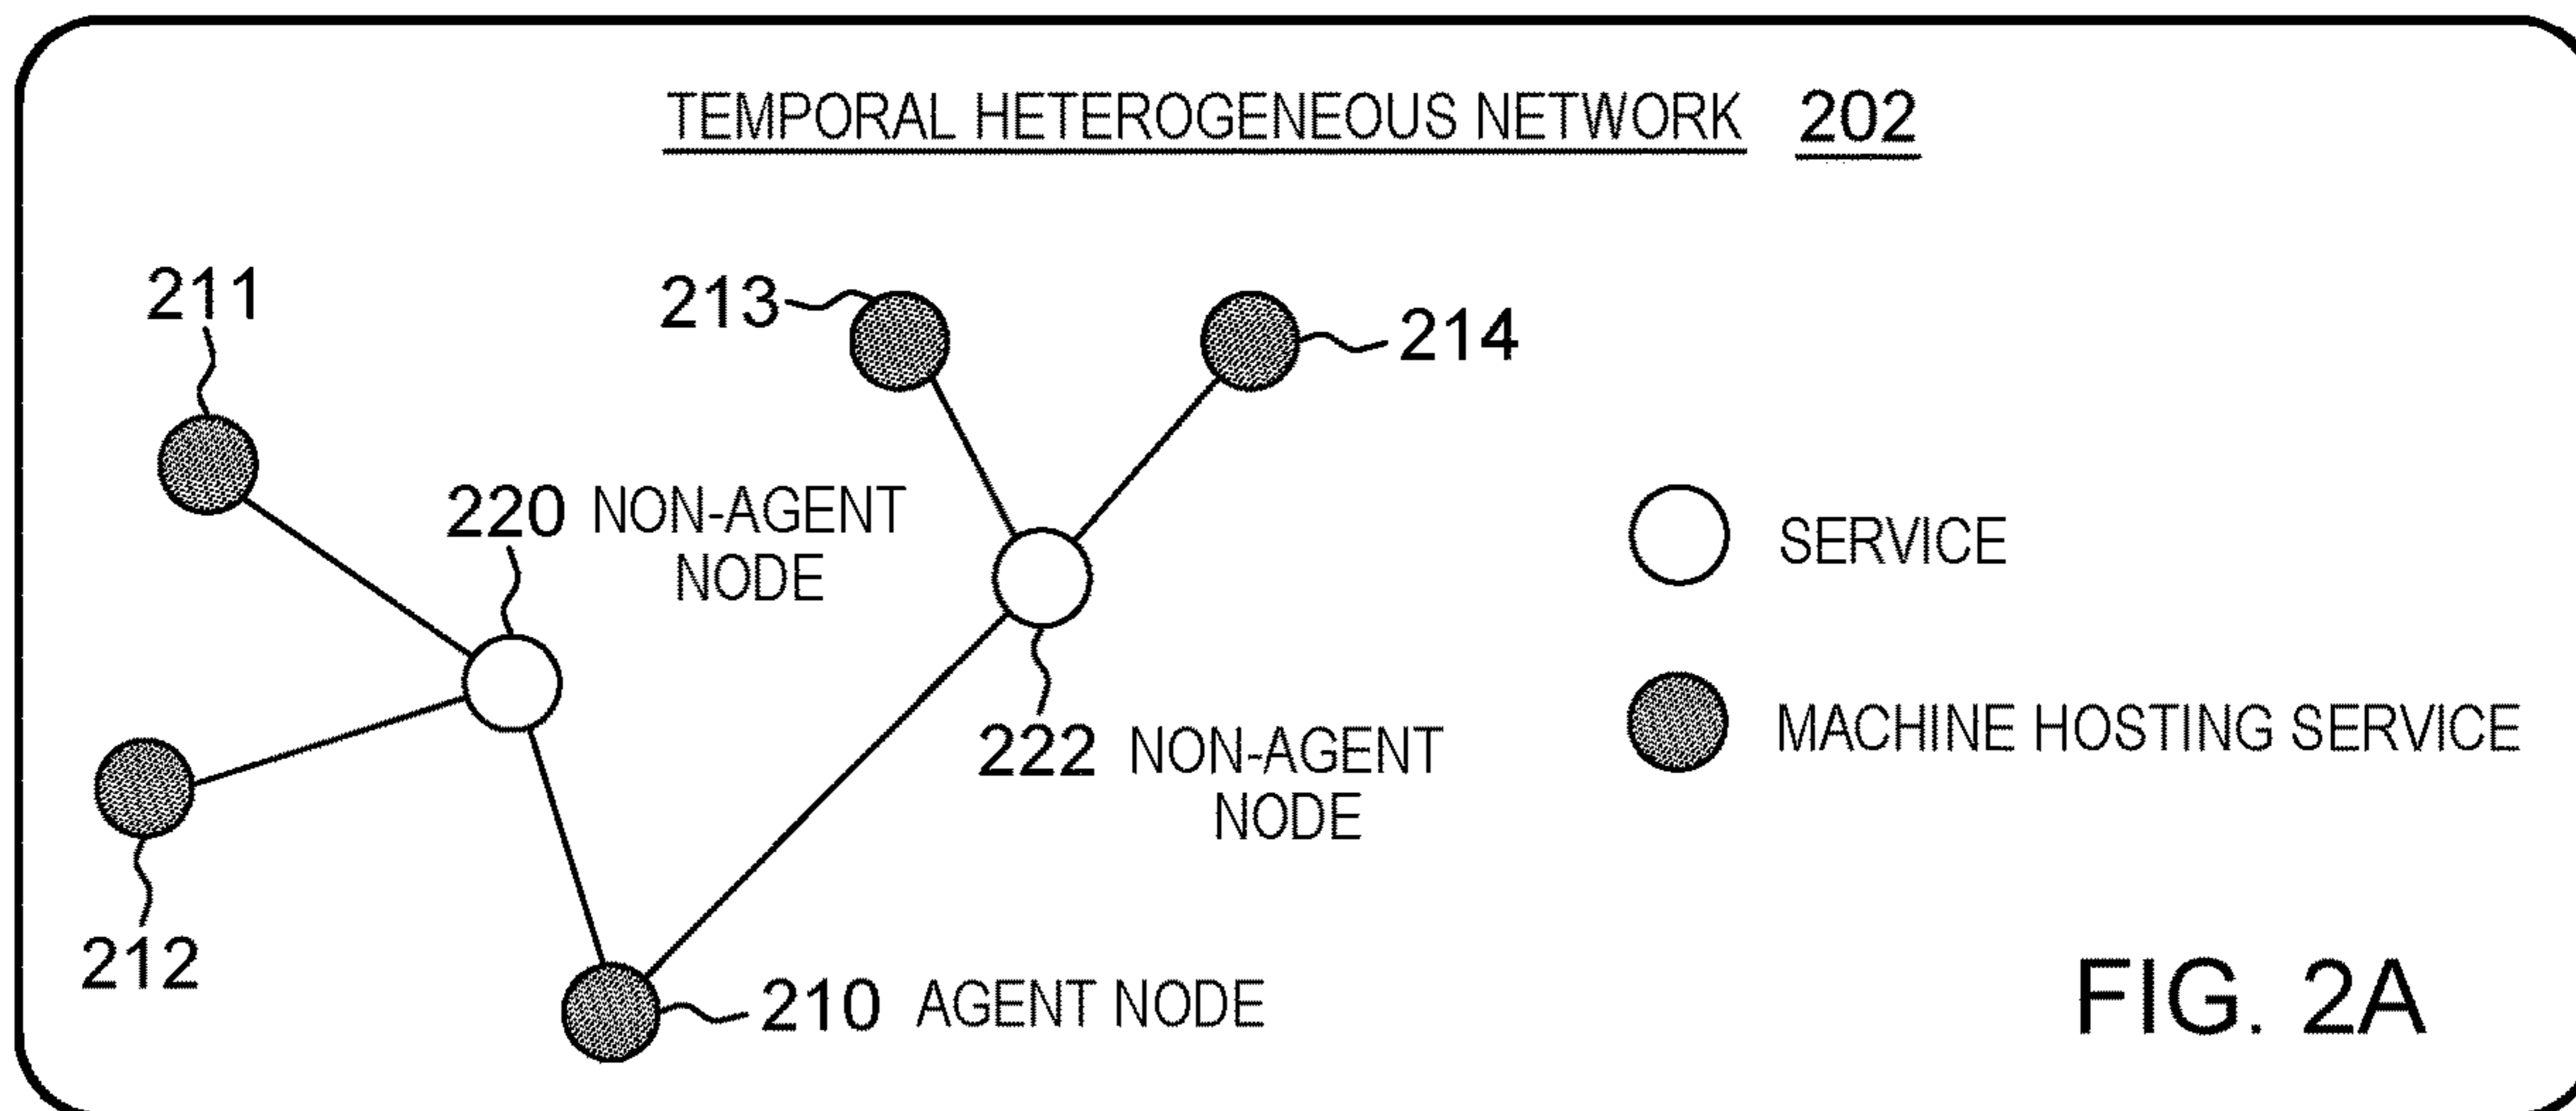 TEMPORAL HETEROGENEOUS NETWORK 202
211
213
214
220 NON-AGENT
NODE
SERVICE
222 NON-AGENT
NODE
MACHINE HOSTING SERVICE
212
210 AGENT NODE
FIG. 2A